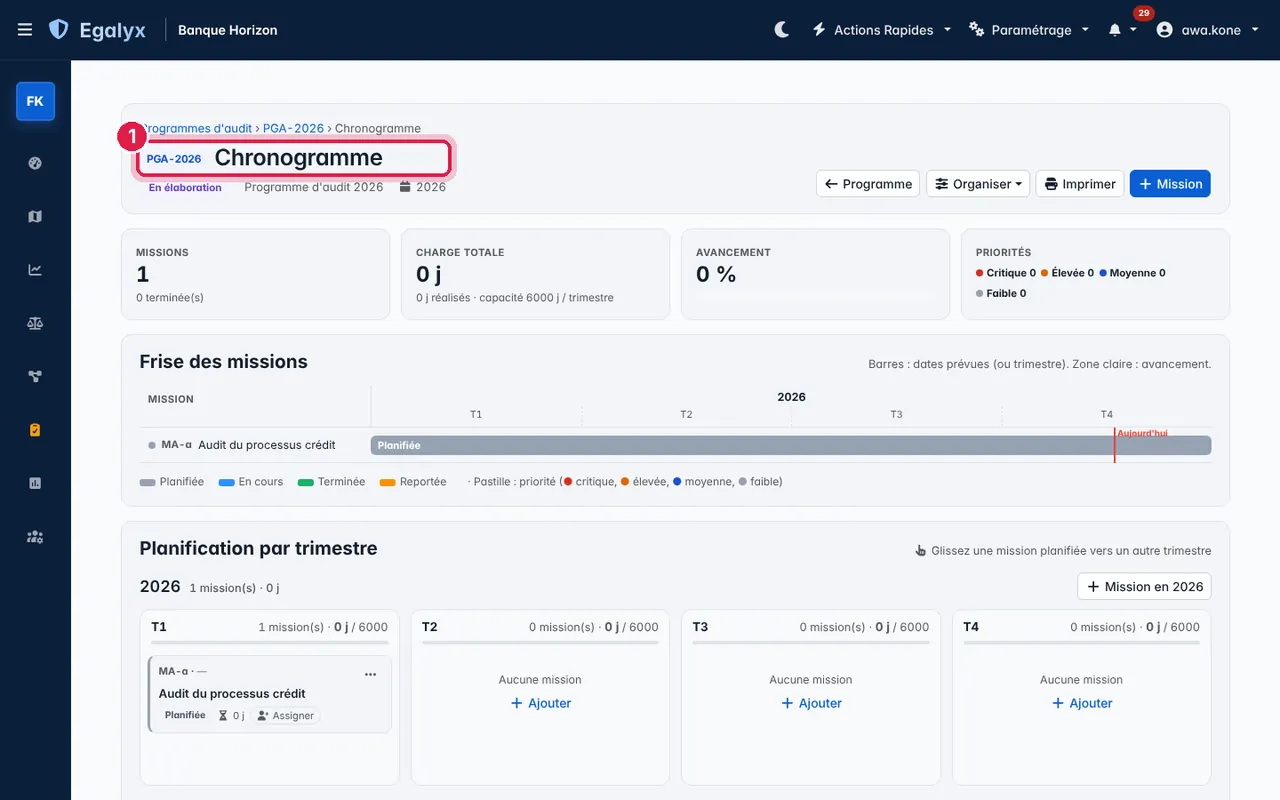 Egalyx
Banque Horizon
Actions Rapides
Paramétrage
29
awa.kone
FK
Programmes d'audit › PGA-2026 › Chronogramme
1
PGA-2026 Chronogramme
En élaboration Programme d'audit 2026 2026
Programme
Organiser
Imprimer
Mission
MISSIONS
1
0 terminée(s)
CHARGE TOTALE
0 j
0 j réalisés · capacité 6000 j / trimestre
AVANCEMENT
0 %
PRIORITÉS
Critique 0 Élevée 0 Moyenne 0
Faible 0
Frise des missions
Barres : dates prévues (ou trimestre). Zone claire : avancement.
MISSION
2026
T1 T2 T3 T4
Aujourd'hui
MA-a Audit du processus crédit
Planifiée
Planifiée En cours Terminée Reportée · Pastille : priorité ( critique, élevée, moyenne, faible)
Planification par trimestre
Glissez une mission planifiée vers un autre trimestre
2026 1 mission(s) · 0 j
+ Mission en 2026
T1 1 mission(s) · 0 j / 6000
MA-a · —
Audit du processus crédit
Planifiée 0 j Assigner
T2 0 mission(s) · 0 j / 6000
Aucune mission
+ Ajouter
T3 0 mission(s) · 0 j / 6000
Aucune mission
+ Ajouter
T4 0 mission(s) · 0 j / 6000
Aucune mission
+ Ajouter